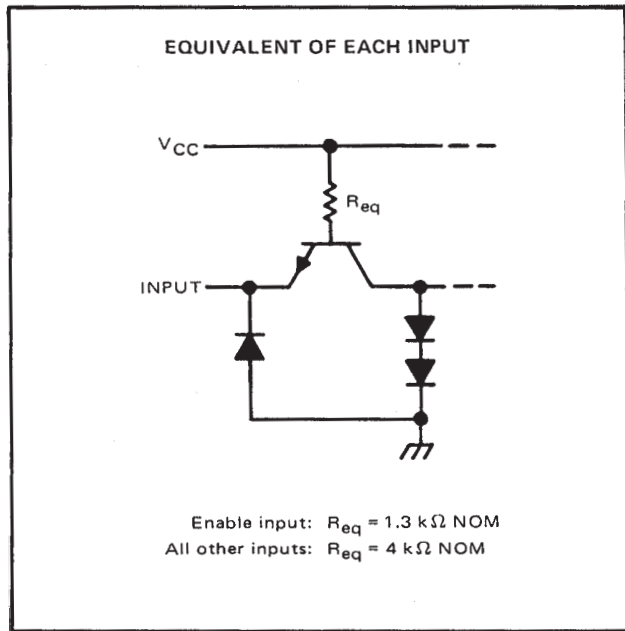 EQUIVALENT OF EACH INPUT
VCC
Req
INPUT
Enable input: Req = 1.3 kΩ NOM
All other inputs: Req = 4 kΩ NOM